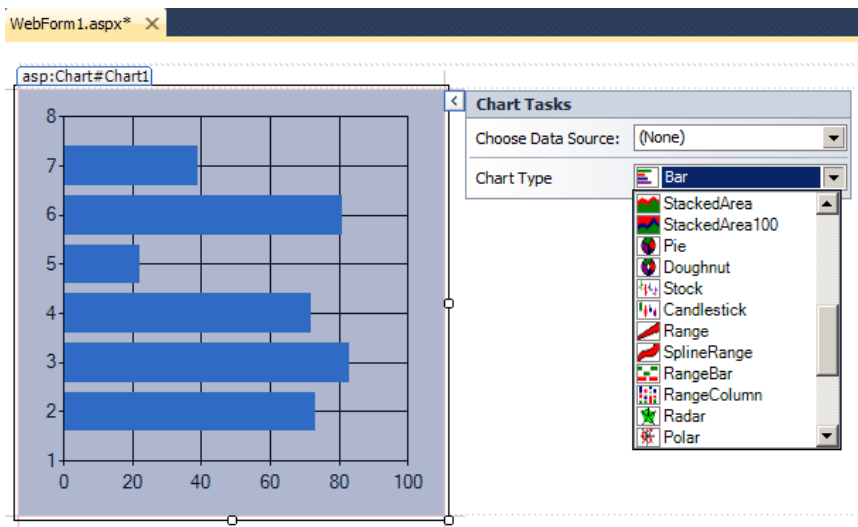 WebForm1.aspx* ×
asp:Chart#Chart1
Chart Tasks
Choose Data Source: (None)
Chart Type Bar
StackedArea
StackedArea100
Pie
Doughnut
Stock
Candlestick
Range
SplineRange
RangeBar
RangeColumn
Radar
Polar
8
7
6
5
4
3
2
1
0 20 40 60 80 100